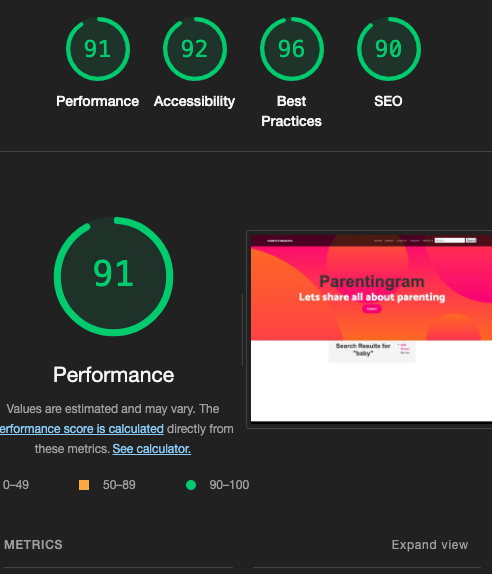 91
92
96
90
Performance
Accessibility
Best
Practices
SEO
91
Performance
Values are estimated and may vary. The
erformance score is calculated directly from
these metrics. See calculator.
0–49
50–89
90–100
Parentingram
Lets share all about parenting
Search Results for
"baby"
METRICS
Expand view